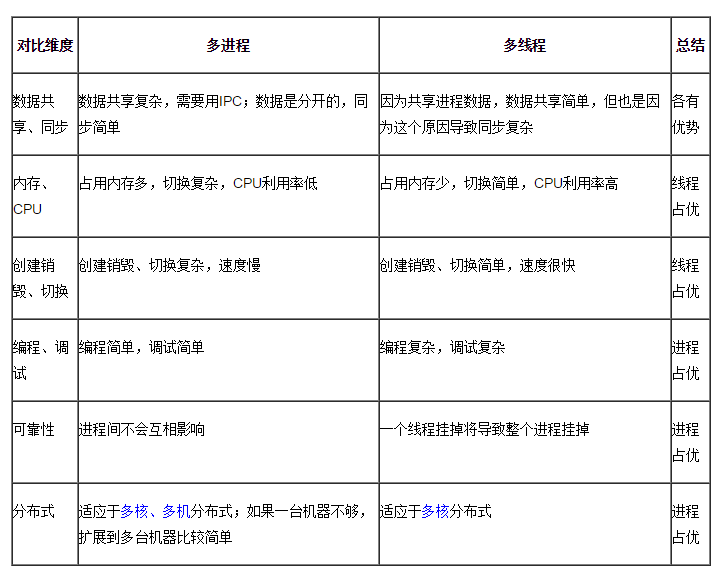 对比维度 多进程 多线程 总结
数据共 数据共享复杂，需要用IPC；数据是分开的，同 因为共享进程数据，数据共享简单，但也是因 各有
享、同步 步简单 为这个原因导致同步复杂 优势
内存、 占用内存多，切换复杂，CPU利用率低 占用内存少，切换简单，CPU利用率高 线程
CPU 占优
创建销 创建销毁、切换复杂，速度慢 创建销毁、切换简单，速度很快 线程
毁、切换 占优
编程、调 编程简单，调试简单 编程复杂，调试复杂 进程
试 占优
可靠性 进程间不会互相影响 一个线程挂掉将导致整个进程挂掉 进程
占优
分布式 适应于多核、多机分布式；如果一台机器不够， 适应于多核分布式 进程
扩展到多台机器比较简单 占优